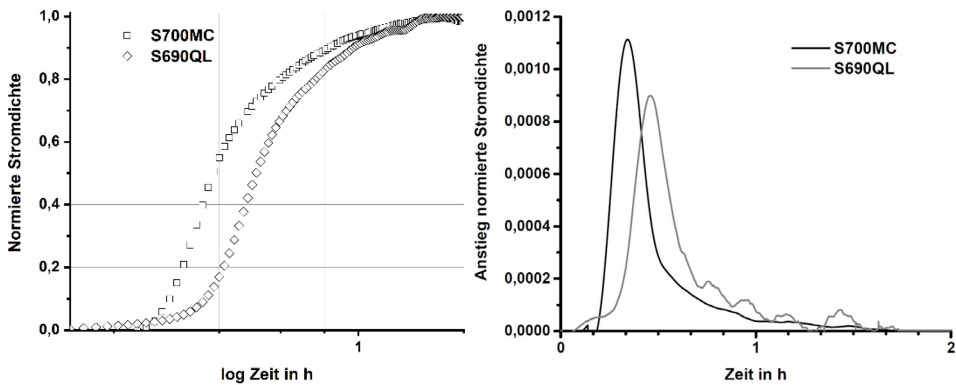 S700MC
S690QL
Normierte Stromdichte
1,0
0,8
0,6
0,4
0,2
0,0
1
log Zeit in h
S700MC
S690QL
Anstieg normierte Stromdichte
0,0012
0,0010
0,0008
0,0006
0,0004
0,0002
0,0000
0
1
2
Zeit in h